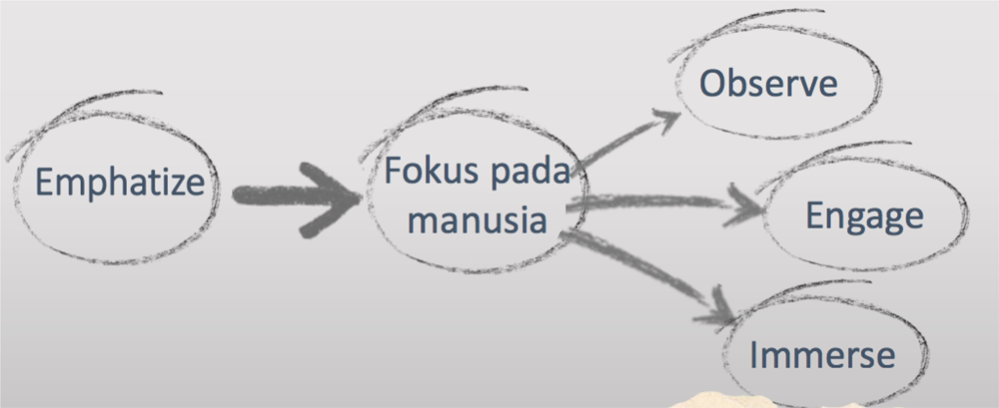 Emphatize
Fokus pada
manusia
Observe
Engage
Immerse